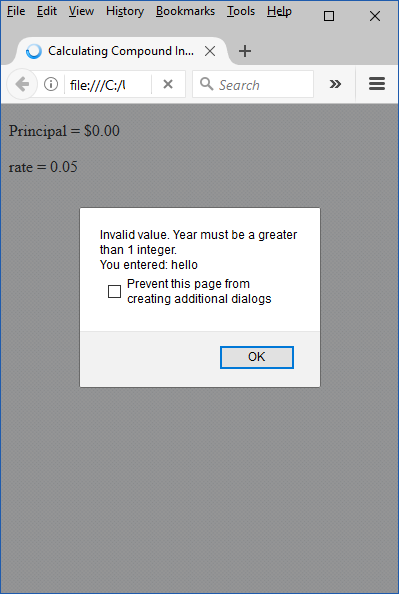 File Edit View History Bookmarks Tools Help
Calculating Compound In...
file:///C:/
Search
Principal = $0.00
rate = 0.05
Invalid value. Year must be a greater
than 1 integer.
You entered: hello
Prevent this page from
creating additional dialogs
OK